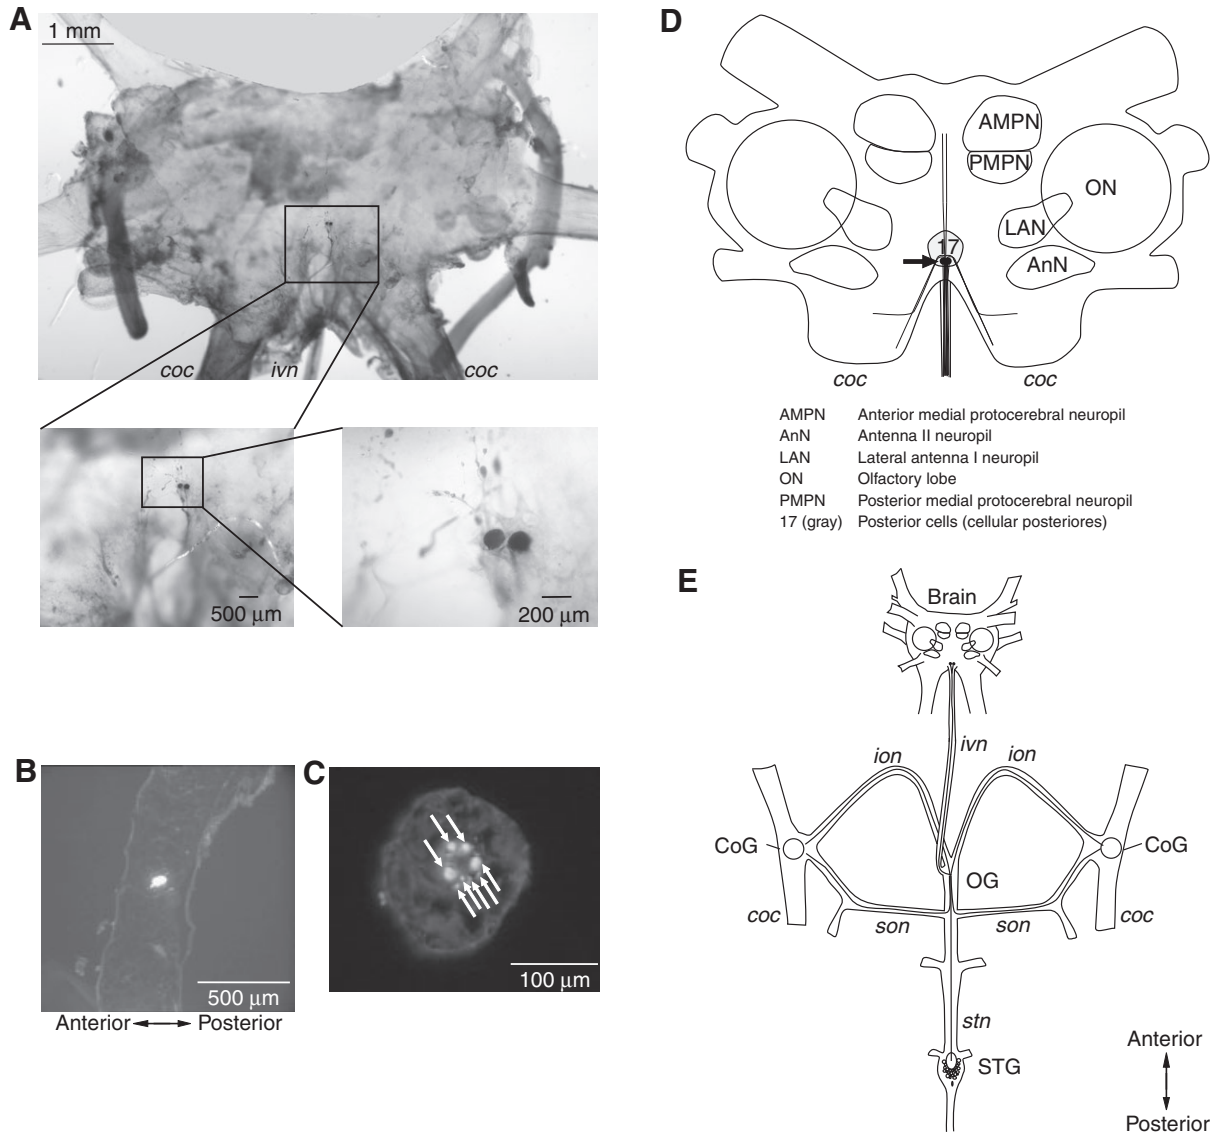 A
1 mm
coc
ivn
coc
500 µm
200 µm
B
500 µm
Anterior
Posterior
C
100 µm
D
AMPN
PMPN
ON
LAN
17
AnN
coc
coc
AMPN Anterior medial protocerebral neuropil
AnN Antenna II neuropil
LAN Lateral antenna I neuropil
ON Olfactory lobe
PMPN Posterior medial protocerebral neuropil
17 (gray) Posterior cells (cellular posteriores)
E
Brain
ion
ivn
ion
CoG
CoG
OG
coc
son
son
coc
stn
STG
Anterior
Posterior